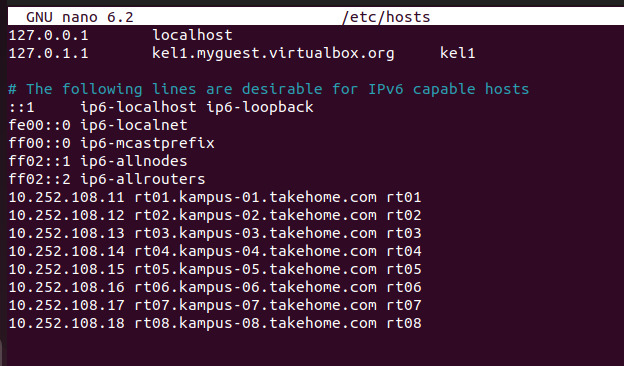 GNU nano 6.2 /etc/hosts
127.0.0.1 localhost
127.0.1.1 kel1.myguest.virtualbox.org kel1
# The following lines are desirable for IPv6 capable hosts
::1 ip6-localhost ip6-loopback
fe00::0 ip6-localnet
ff00::0 ip6-mcastprefix
ff02::1 ip6-allnodes
ff02::2 ip6-allrouters
10.252.108.11 rt01.kampus-01.takehome.com rt01
10.252.108.12 rt02.kampus-02.takehome.com rt02
10.252.108.13 rt03.kampus-03.takehome.com rt03
10.252.108.14 rt04.kampus-04.takehome.com rt04
10.252.108.15 rt05.kampus-05.takehome.com rt05
10.252.108.16 rt06.kampus-06.takehome.com rt06
10.252.108.17 rt07.kampus-07.takehome.com rt07
10.252.108.18 rt08.kampus-08.takehome.com rt08